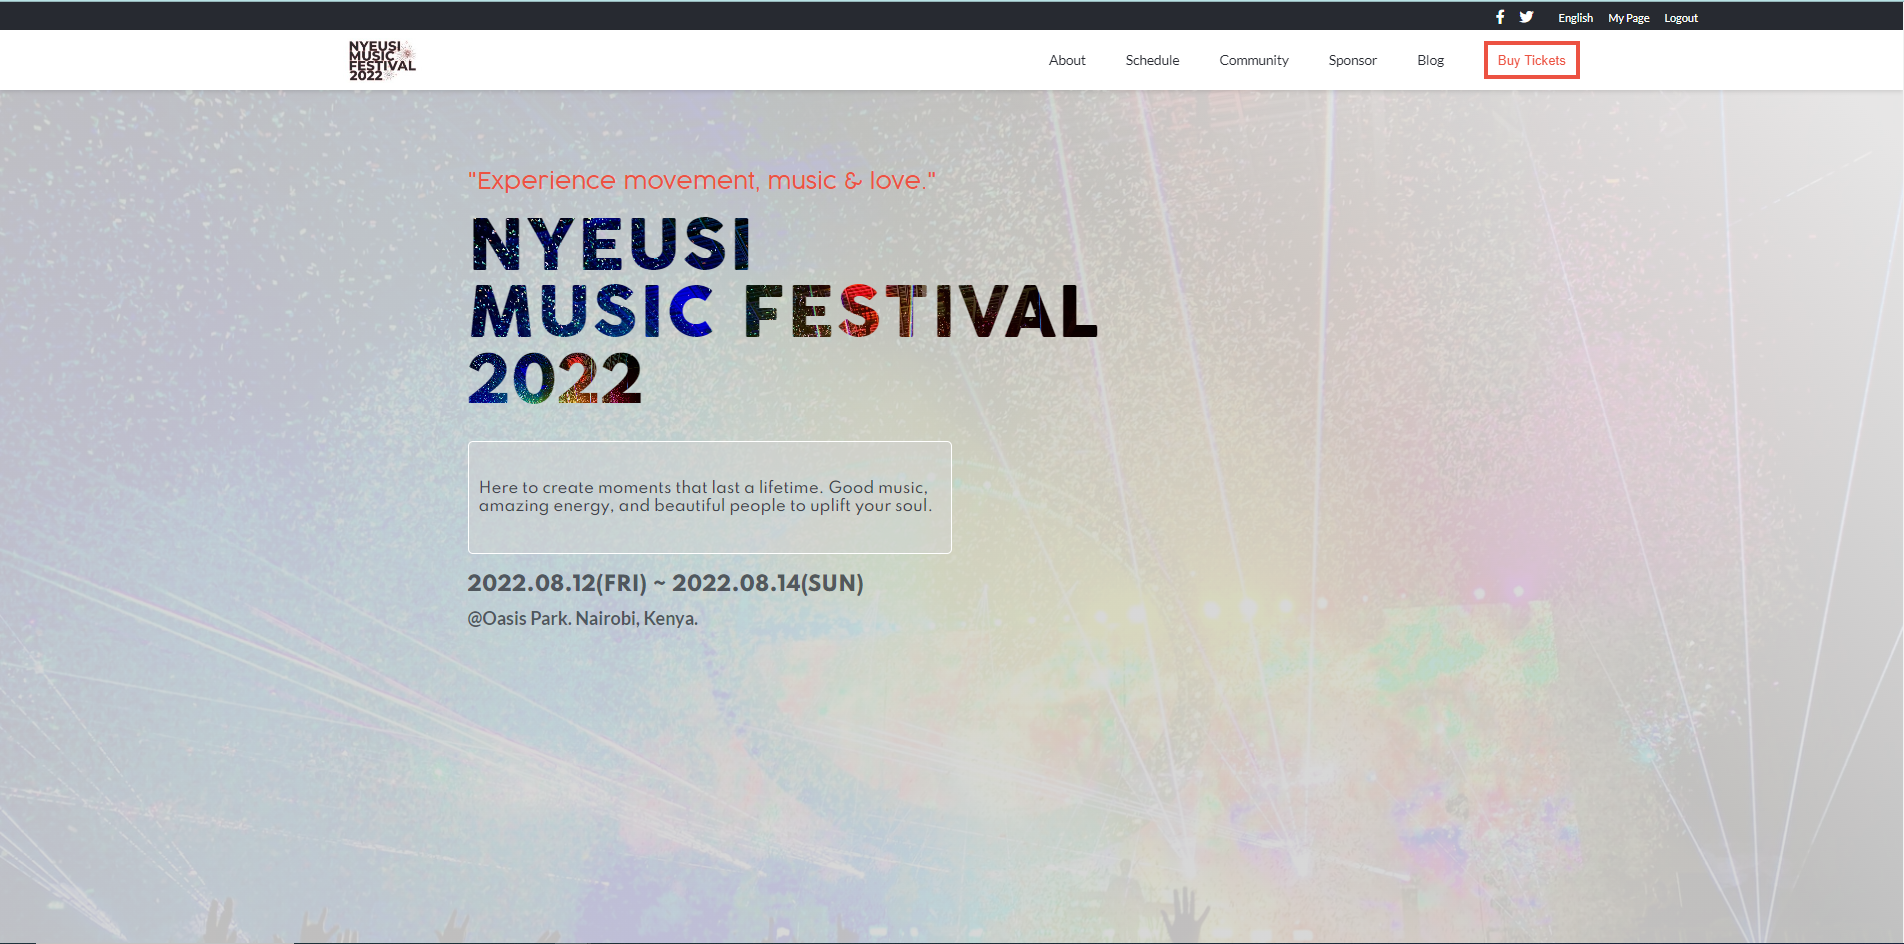 English My Page Logout
NYEUSI
MUSIC
FESTIVAL
2022
About Schedule Community Sponsor Blog Buy Tickets
"Experience movement, music & love."
NYEUSI
MUSIC FESTIVAL
2022
Here to create moments that last a lifetime. Good music,
amazing energy, and beautiful people to uplift your soul.
2022.08.12(FRI) ~ 2022.08.14(SUN)
@Oasis Park. Nairobi, Kenya.